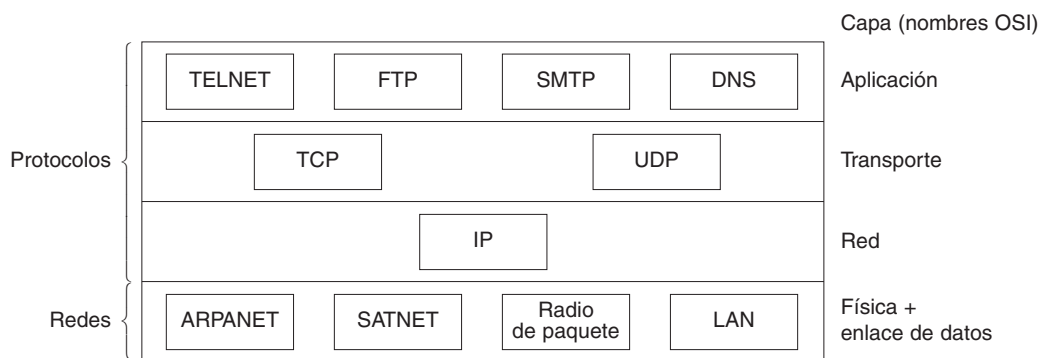 Capa (nombres OSI)
TELNET FTP SMTP DNS Aplicación
Protocolos TCP UDP Transporte
IP Red
Redes ARPANET SATNET Radio de paquete LAN Física + enlace de datos